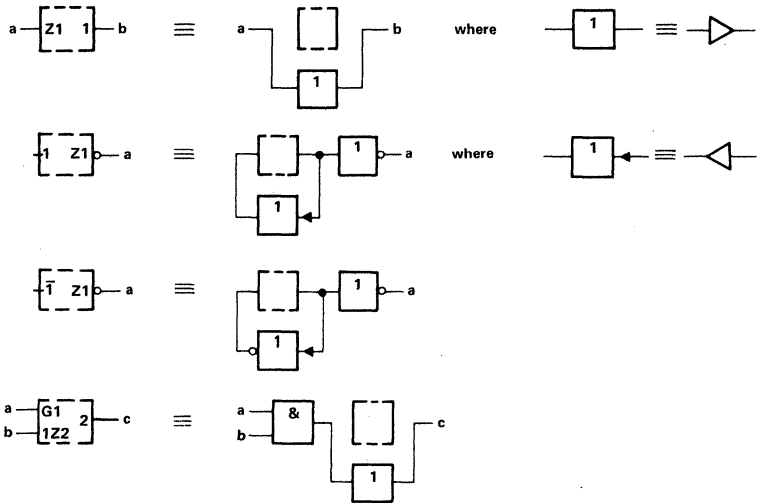 a Z1 1 b ≡ a b where 1 ≡
1
1 Z1 a ≡ 1 a where 1 ≡
1
1̅ Z1 a ≡ 1 a
1
a G1 2 c ≡ a & c
b 1Z2 b
1